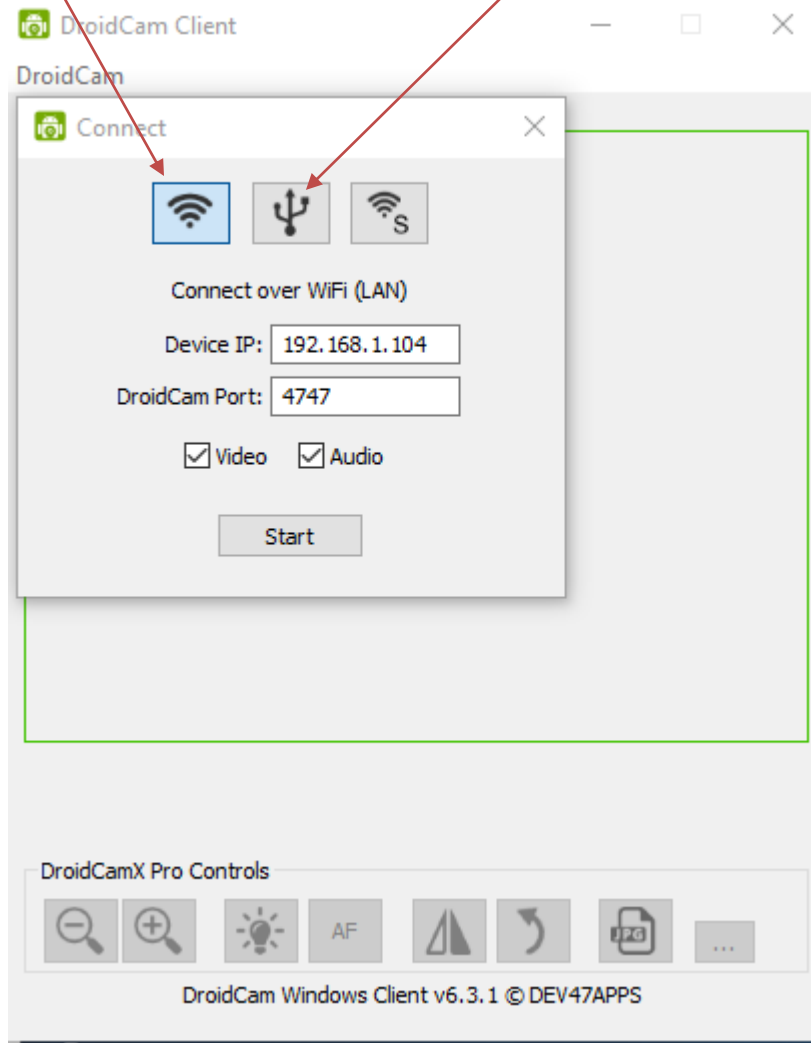 DroidCam Client
DroidCam
Connect
S
Connect over WiFi (LAN)
Device IP: 192.168.1.104
DroidCam Port: 4747
Video Audio
Start
DroidCamX Pro Controls
AF JPG ...
DroidCam Windows Client v6.3.1 © DEV47APPS